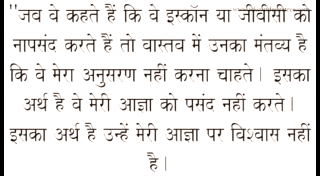 "जब वे कहते हैं कि वे इस्कॉन या जीवीसी को
नापसंद करते हैं तो वास्तव में उनका मंतव्य है
कि वे मेरा अनुसरण नहीं करना चाहते। इसका
अर्थ है वे मेरी आज्ञा को पसंद नहीं करते।
इसका अर्थ है उन्हें मेरी आज्ञा पर विश्वास नहीं
है।